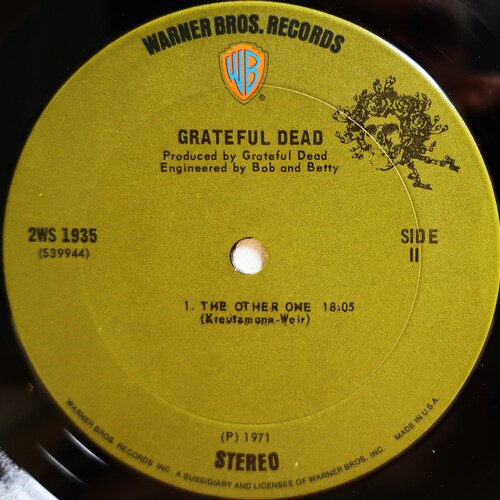 WARNER BROS. RECORDS
WB
®
GRATEFUL DEAD
Produced by Grateful Dead
Engineered by Bob and Betty
2WS 1935
(S39944)
SIDE
II
1. THE OTHER ONE 18:05
(Kreutzmann-Weir)
(P) 1971
STEREO
WARNER BROS. RECORDS INC. A SUBSIDIARY AND LICENSEE OF WARNER BROS. INC. MADE IN U.S.A.